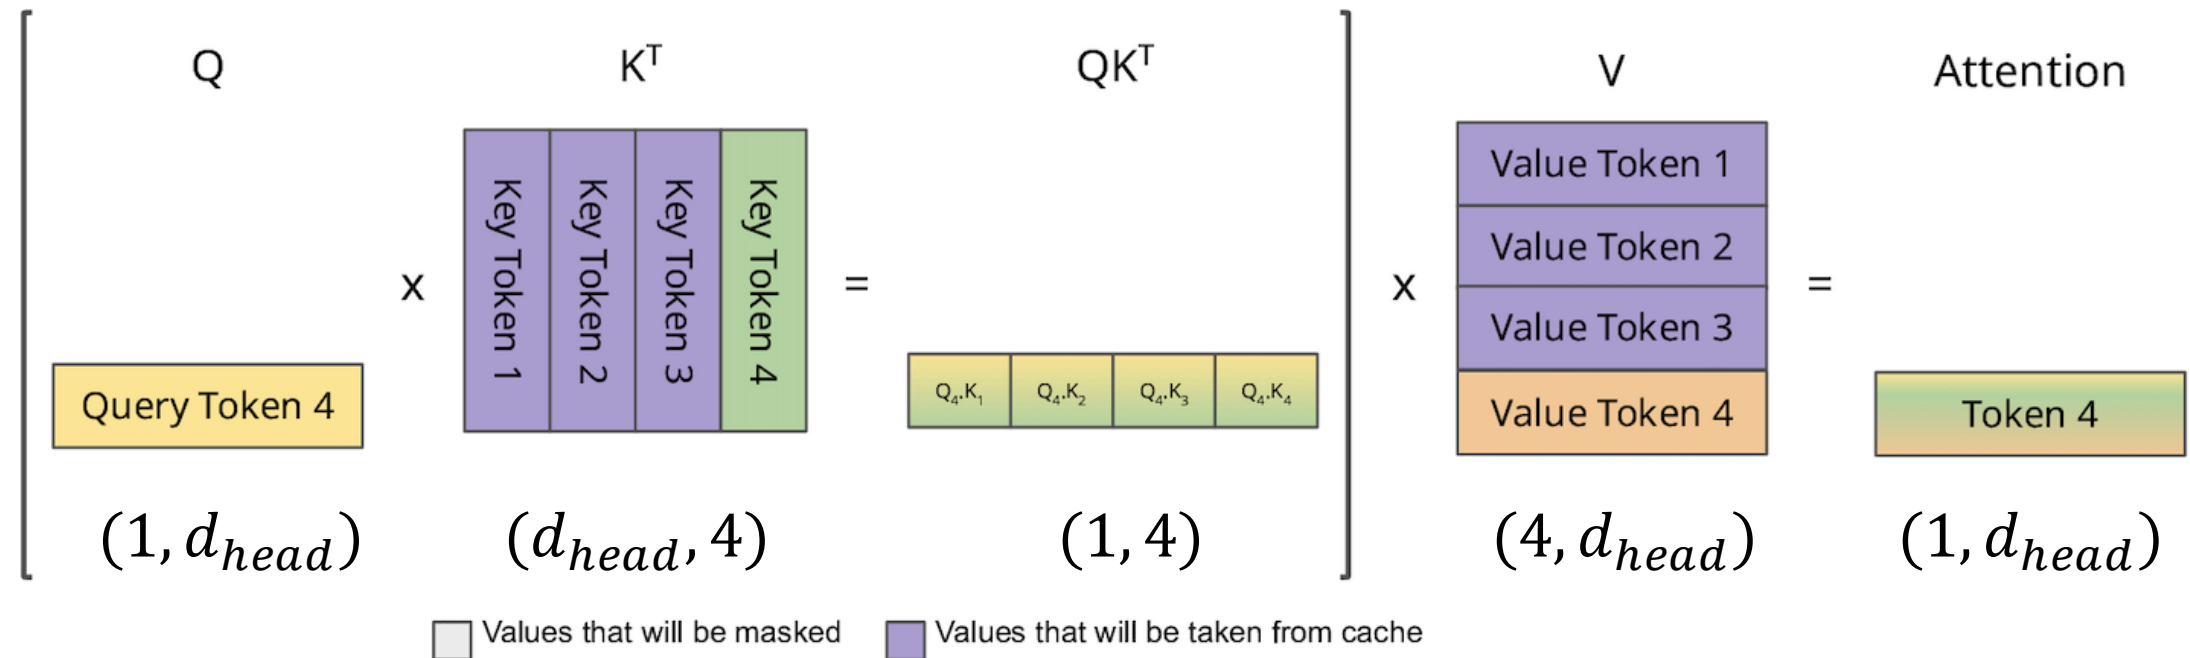 Q
K^T
QK^T
V
Attention
Query Token 4
x
Key Token 1
Key Token 2
Key Token 3
Key Token 4
=
Q₄.K₁
Q₄.K₂
Q₄.K₃
Q₄.K₄
x
Value Token 1
Value Token 2
Value Token 3
Value Token 4
=
Token 4
(1, d_head)
(d_head, 4)
(1, 4)
(4, d_head)
(1, d_head)
Values that will be masked
Values that will be taken from cache